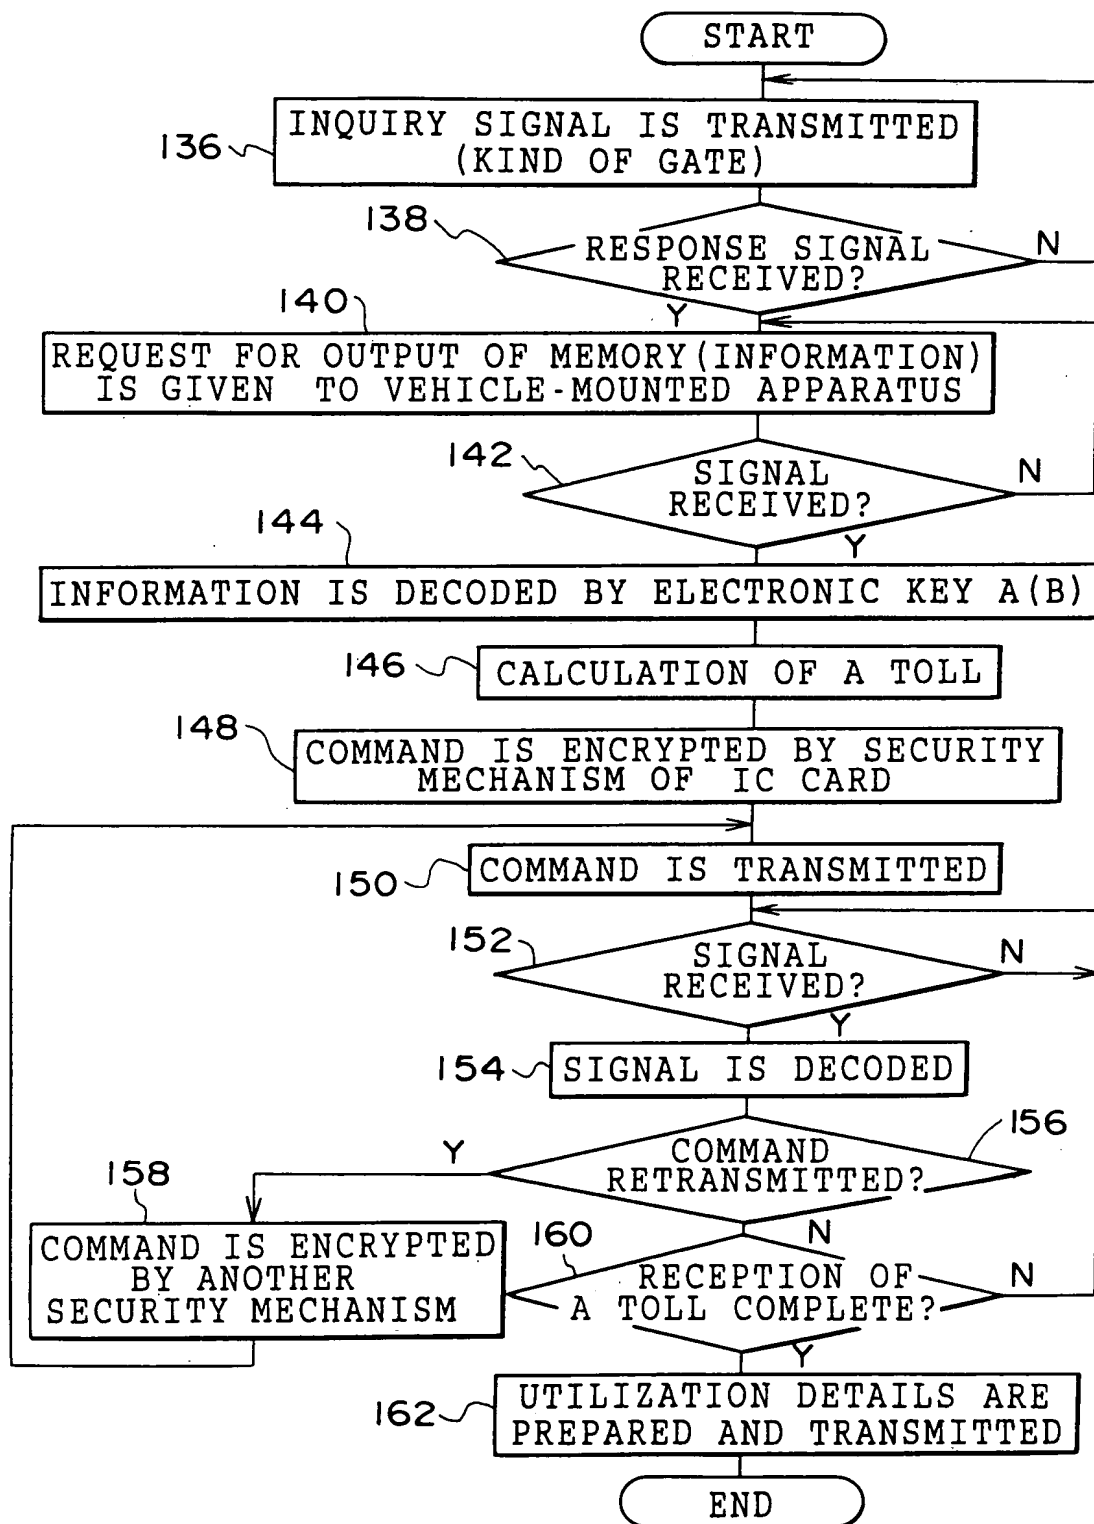 START
INQUIRY SIGNAL IS TRANSMITTED
(KIND OF GATE)
136
138
RESPONSE SIGNAL
RECEIVED?
N
Y
140
REQUEST FOR OUTPUT OF MEMORY(INFORMATION)
IS GIVEN TO VEHICLE-MOUNTED APPARATUS
142
SIGNAL
RECEIVED?
N
Y
144
INFORMATION IS DECODED BY ELECTRONIC KEY A(B)
146
CALCULATION OF A TOLL
148
COMMAND IS ENCRYPTED BY SECURITY
MECHANISM OF IC CARD
150
COMMAND IS TRANSMITTED
152
SIGNAL
RECEIVED?
N
Y
154
SIGNAL IS DECODED
156
COMMAND
RETRANSMITTED?
Y
N
158
COMMAND IS ENCRYPTED
BY ANOTHER
SECURITY MECHANISM
160
RECEPTION OF
A TOLL COMPLETE?
N
Y
162
UTILIZATION DETAILS ARE
PREPARED AND TRANSMITTED
END